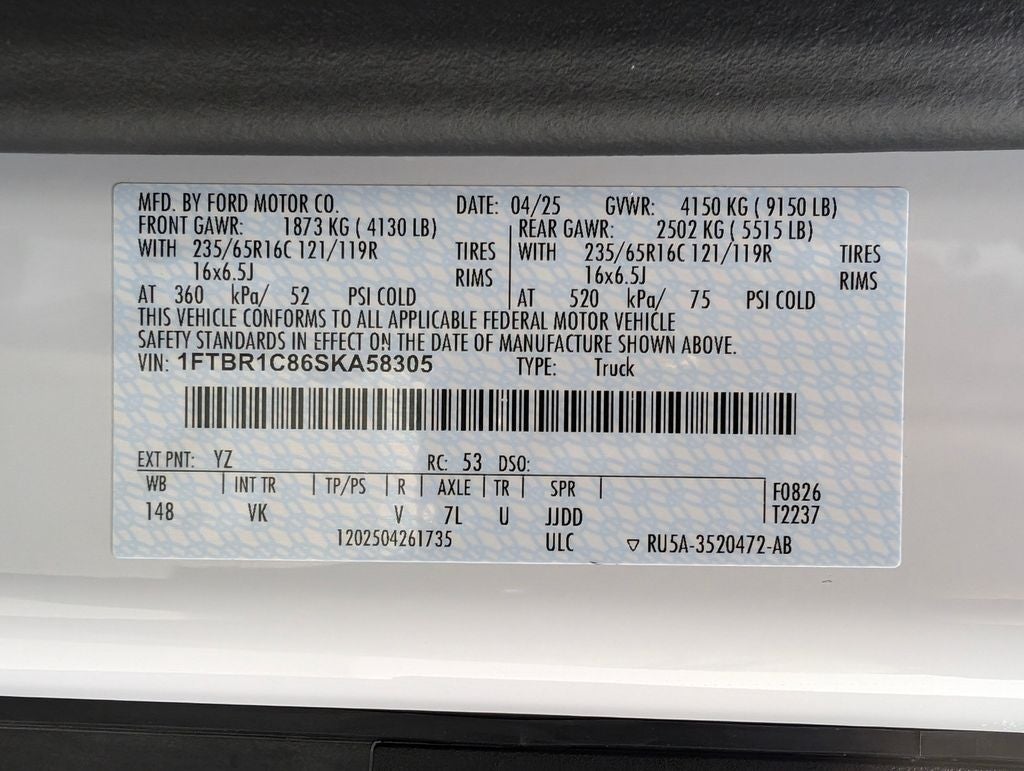 MFD. BY FORD MOTOR CO. DATE: 04/25 GVWR: 4150 KG ( 9150 LB)
FRONT GAWR: 1873 KG ( 4130 LB) REAR GAWR: 2502 KG ( 5515 LB)
WITH 235/65R16C 121/119R TIRES WITH 235/65R16C 121/119R TIRES
16x6.5J RIMS 16x6.5J RIMS
AT 360 kPa/ 52 PSI COLD AT 520 kPa/ 75 PSI COLD
THIS VEHICLE CONFORMS TO ALL APPLICABLE FEDERAL MOTOR VEHICLE
SAFETY STANDARDS IN EFFECT ON THE DATE OF MANUFACTURE SHOWN ABOVE.
VIN: 1FTBR1C86SKA58305 TYPE: Truck
EXT PNT: YZ RC: 53 DSO:
WB INT TR TP/PS R AXLE TR SPR F0826
148 VK V 7L U JJDD T2237
1202504261735 ULC ▽ RU5A-3520472-AB